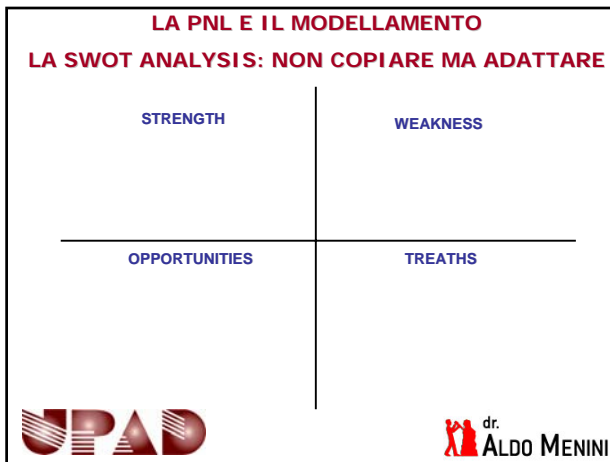 LA PNL E IL MODELLAMENTO
LA SWOT ANALYSIS: NON COPIARE MA ADATTARE
STRENGTH
WEAKNESS
OPPORTUNITIES
TREATHS
UPAD
dr.
ALDO MENINI